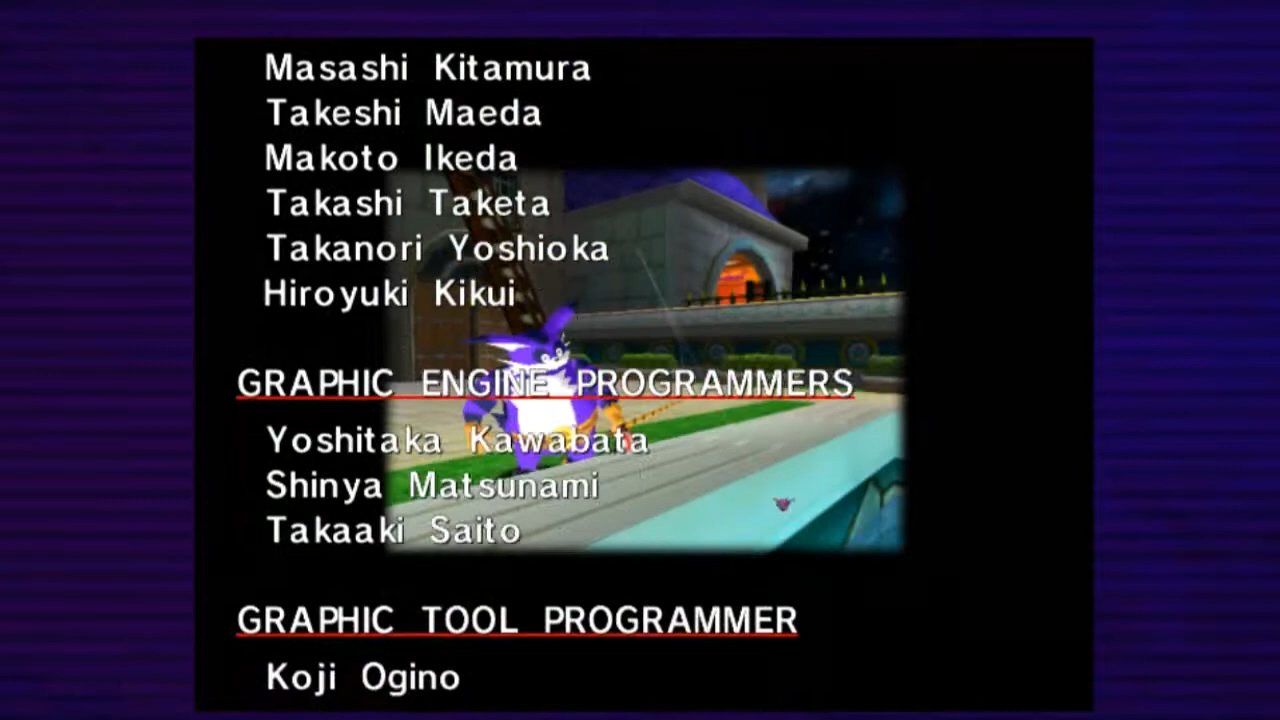 Masashi Kitamura
Takeshi Maeda
Makoto Ikeda
Takashi Taketa
Takanori Yoshioka
Hiroyuki Kikui
GRAPHIC ENGINE PROGRAMMERS
Yoshitaka Kawabata
Shinya Matsunami
Takaaki Saito
GRAPHIC TOOL PROGRAMMER
Koji Ogino